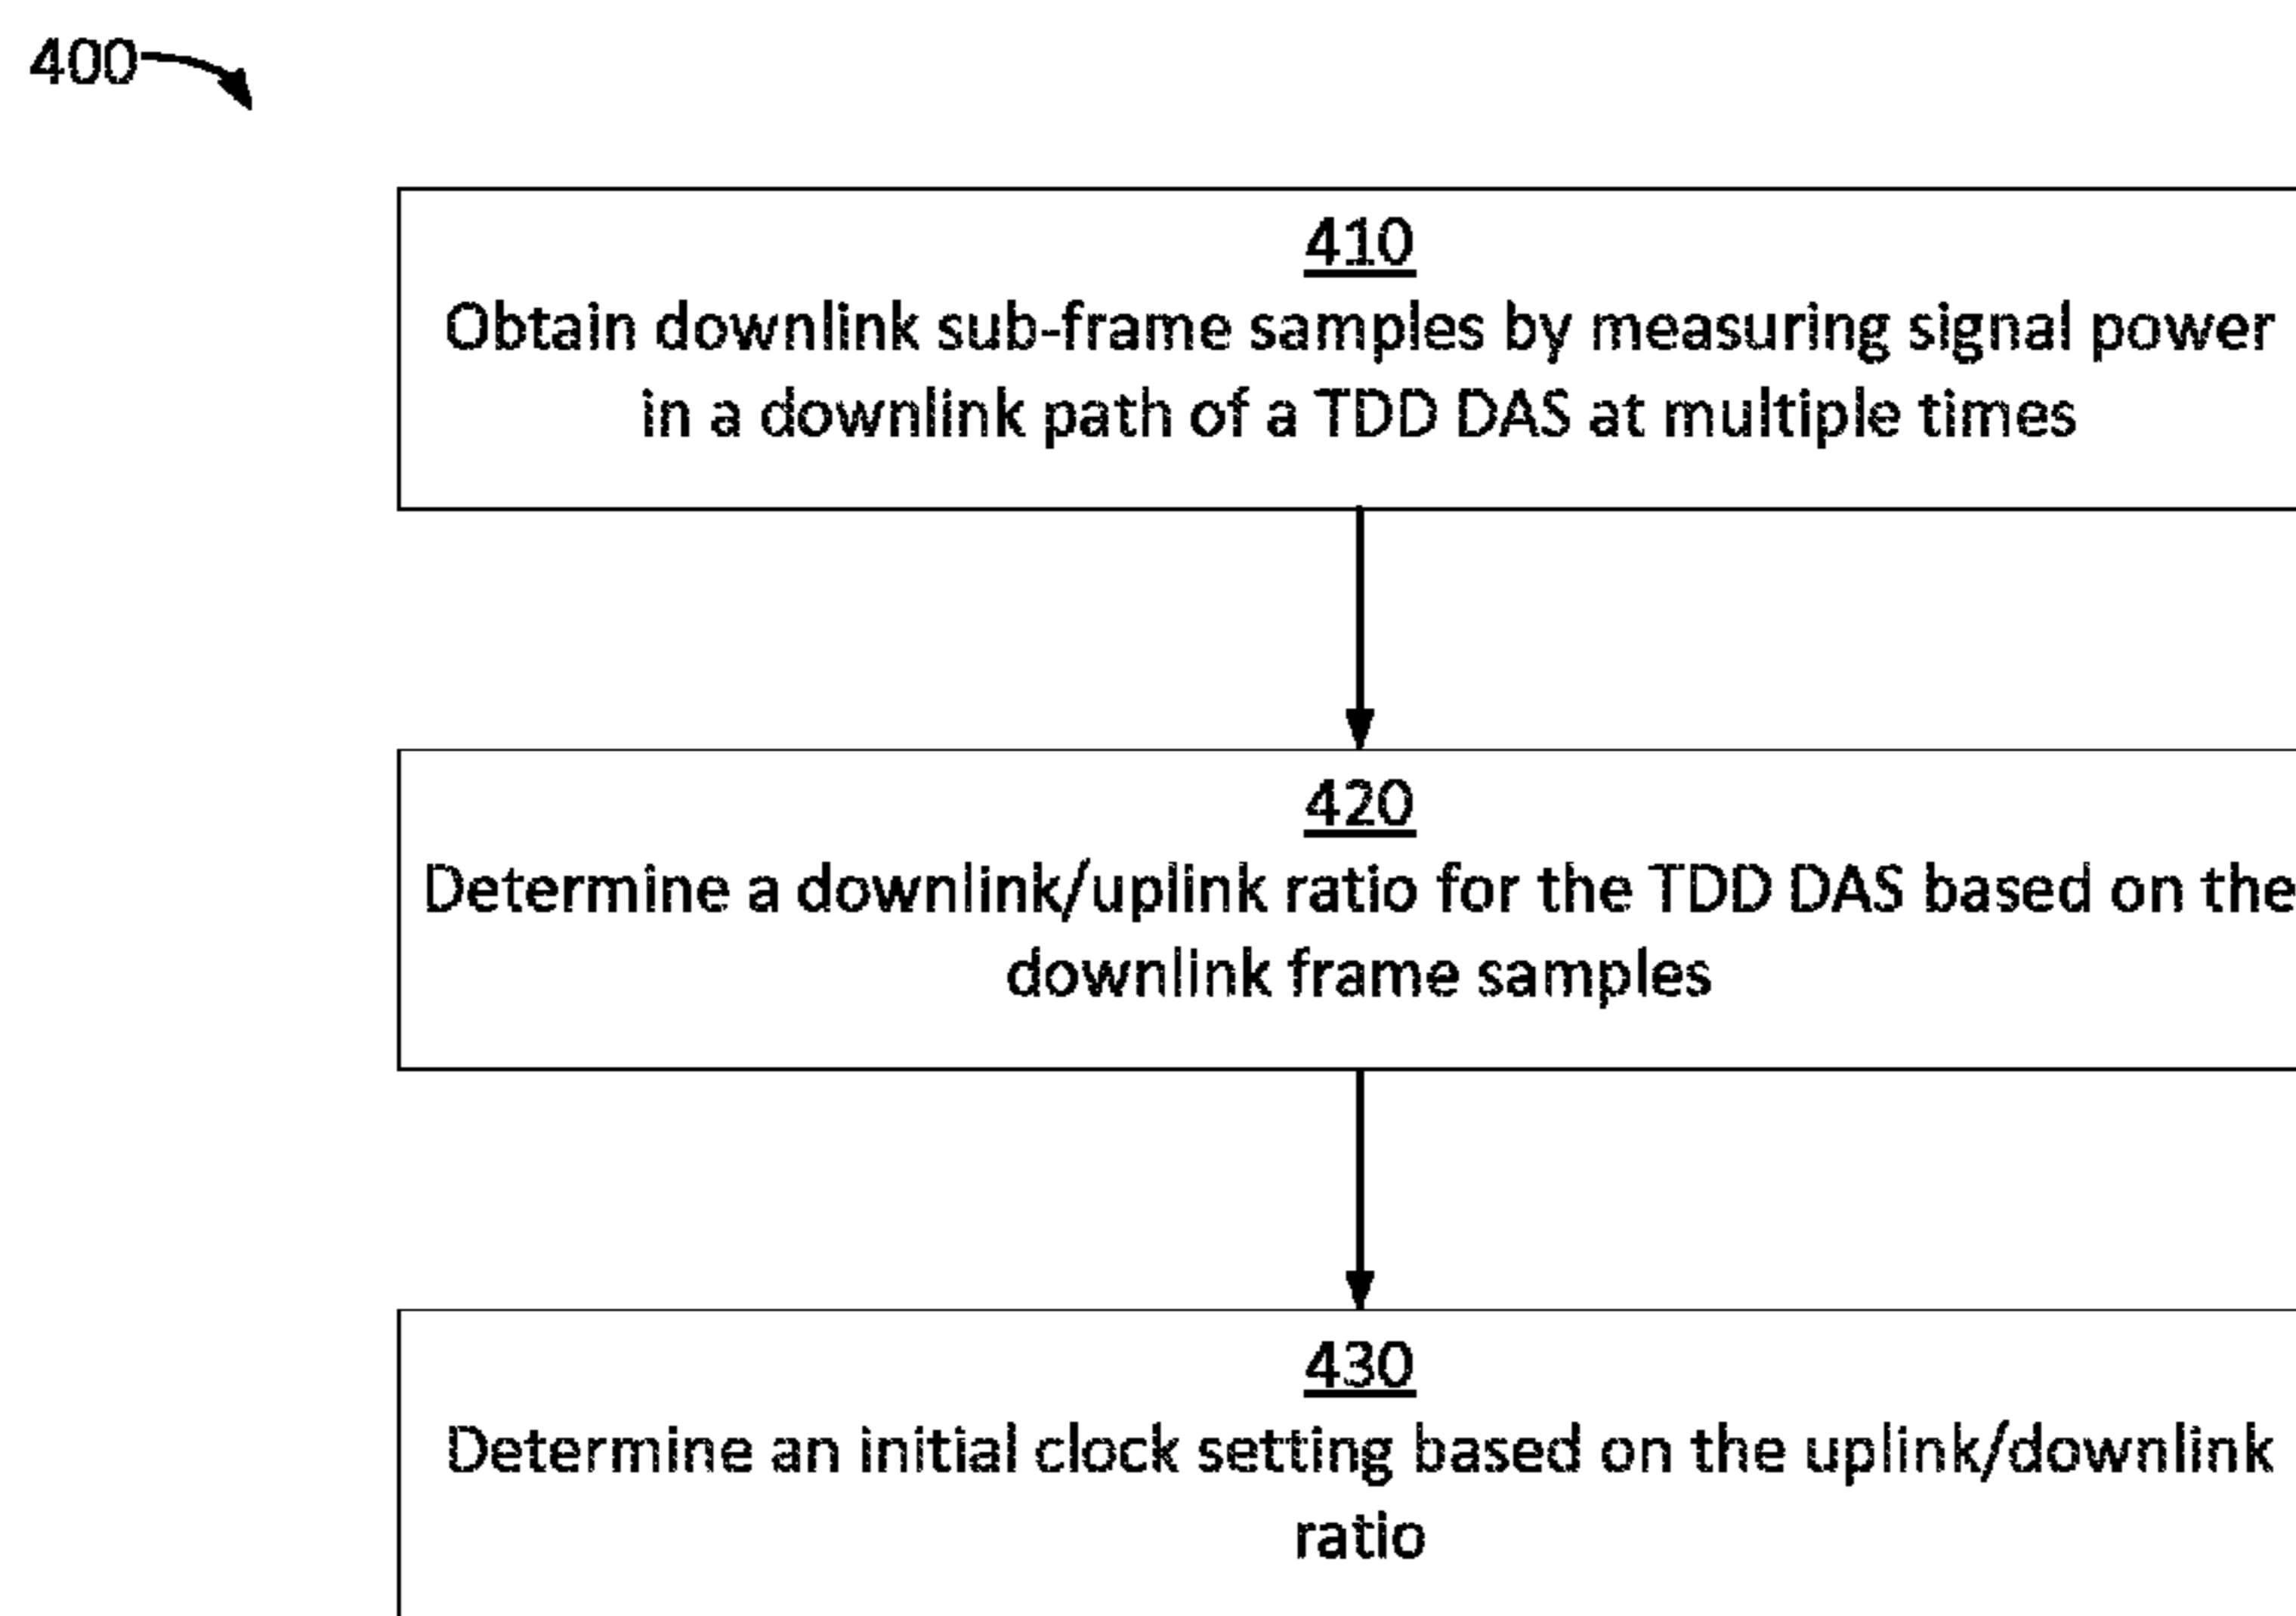 400
410
Obtain downlink sub-frame samples by measuring signal power
in a downlink path of a TDD DAS at multiple times
420
Determine a downlink/uplink ratio for the TDD DAS based on the
downlink frame samples
430
Determine an initial clock setting based on the uplink/downlink
ratio